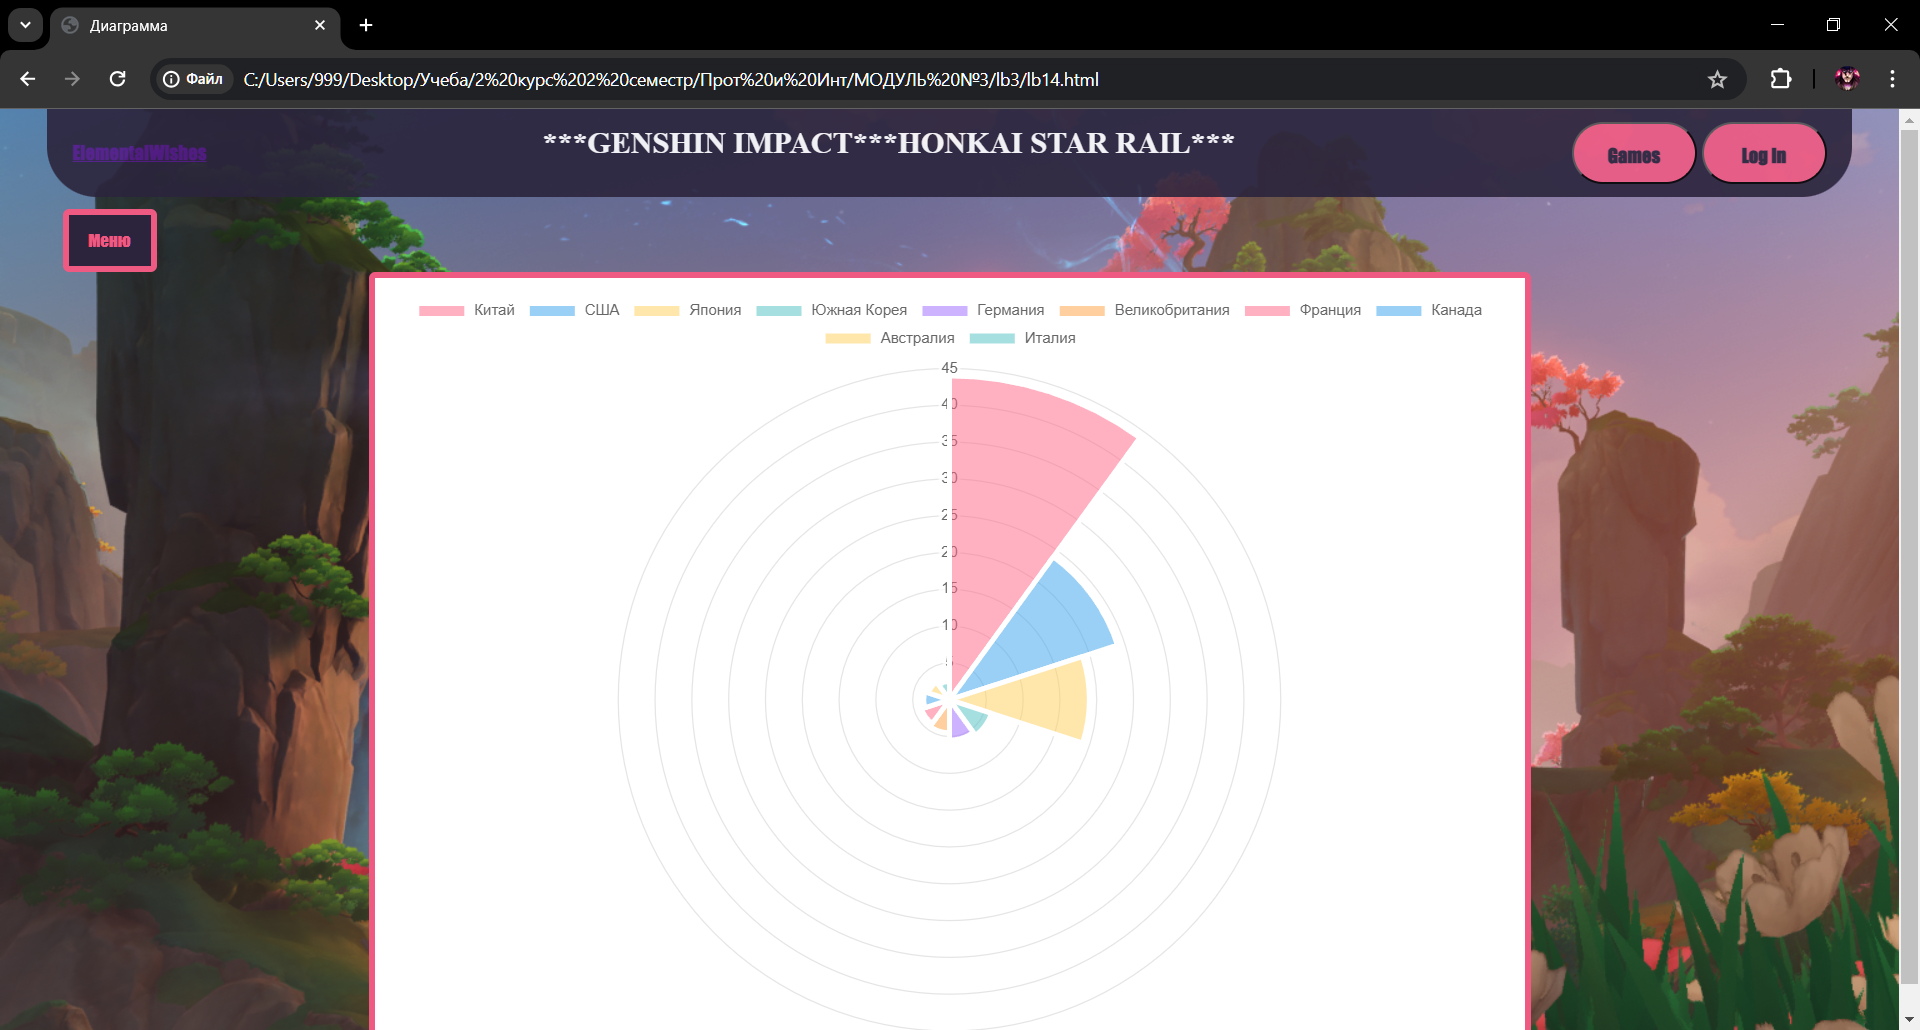 Диаграмма
Файл
C:/Users/999/Desktop/Учеба/2%20курс%202%20семестр/Прот%20и%20Инт/МОДУЛЬ%20№3/lb3/lb14.html
ElementalWishes
***GENSHIN IMPACT***HONKAI STAR RAIL***
Games
Log In
Меню
Китай США Япония Южная Корея Германия Великобритания Франция Канада
Австралия Италия
45
40
35
30
25
20
15
10
5